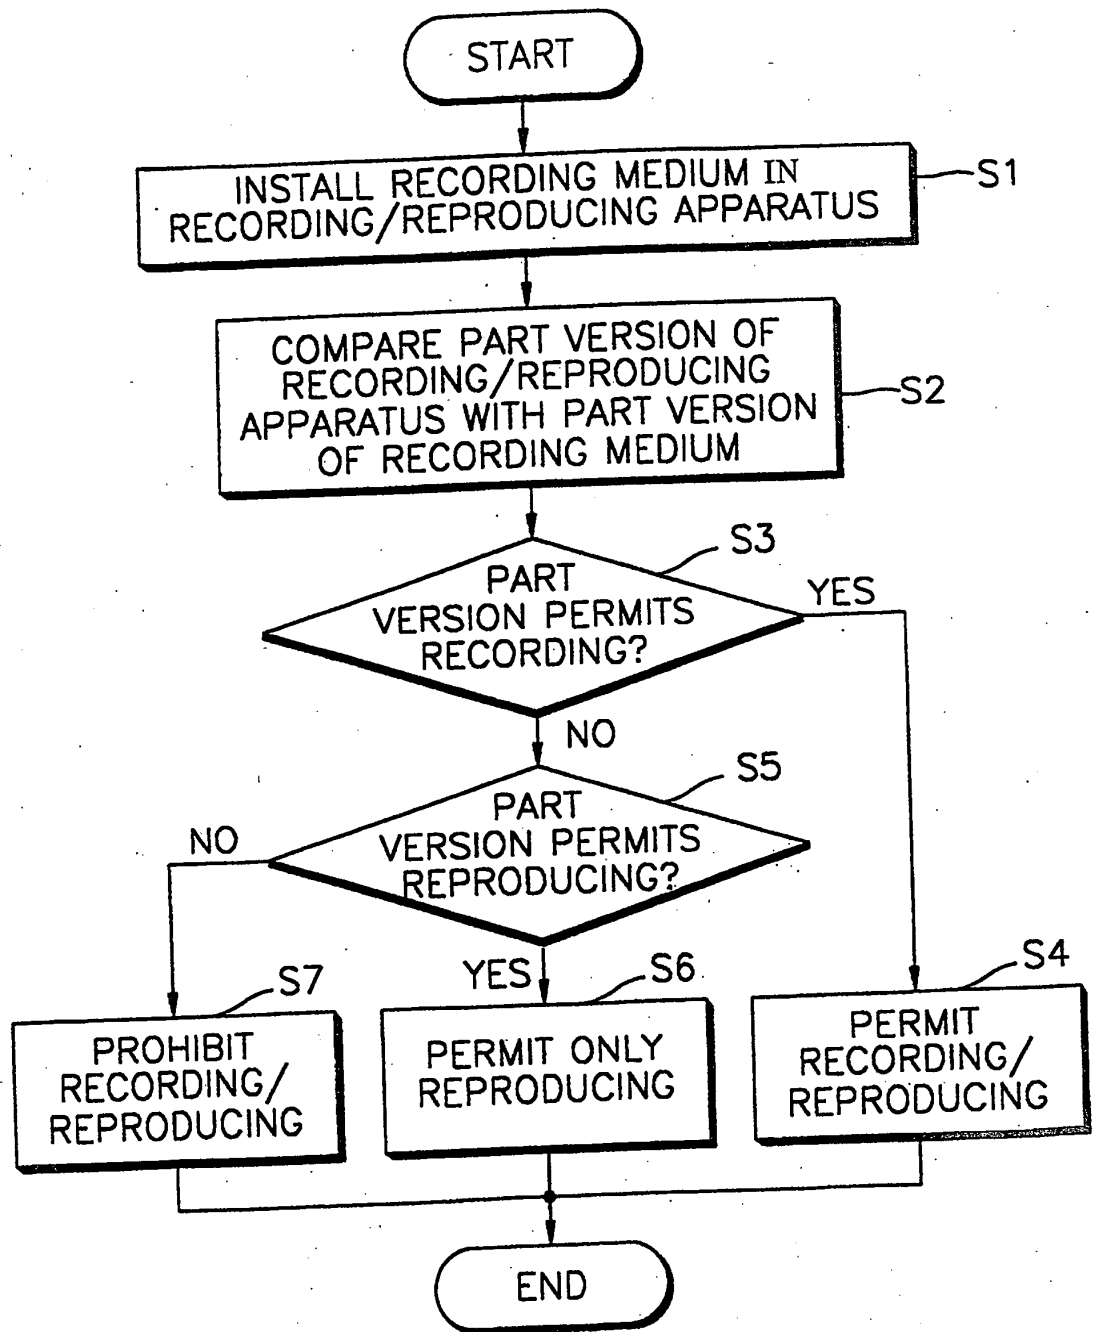 START
INSTALL RECORDING MEDIUM IN
RECORDING/REPRODUCING APPARATUS
S1
COMPARE PART VERSION OF
RECORDING/REPRODUCING
APPARATUS WITH PART VERSION
OF RECORDING MEDIUM
S2
S3
PART
VERSION PERMITS
RECORDING?
YES
NO
S5
PART
VERSION PERMITS
REPRODUCING?
NO
YES
S7
PROHIBIT
RECORDING/
REPRODUCING
S6
PERMIT ONLY
REPRODUCING
S4
PERMIT
RECORDING/
REPRODUCING
END